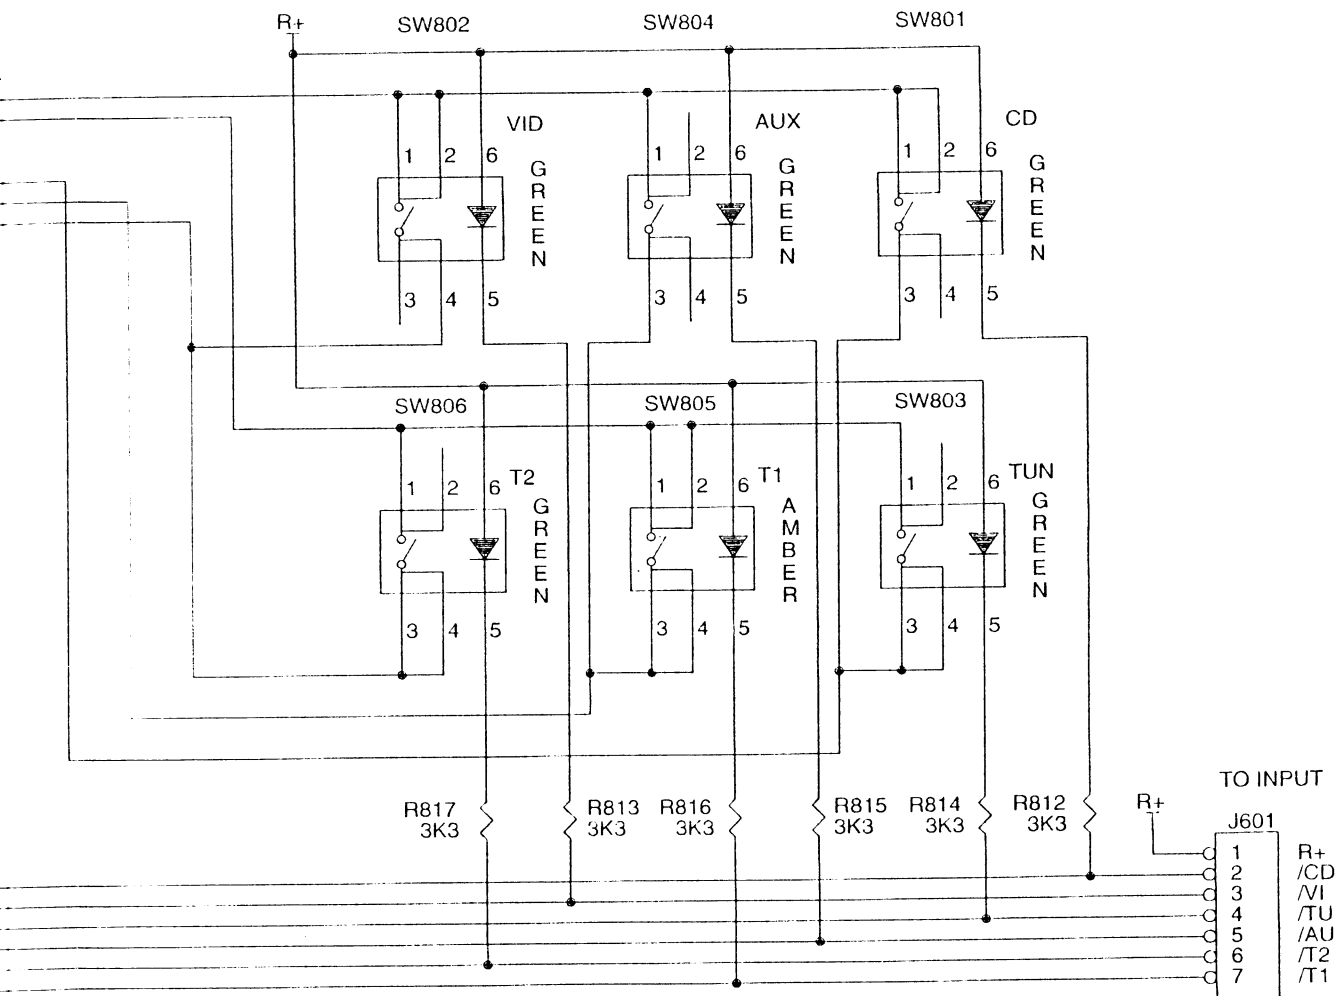 R+ SW802 SW804 SW801
VID AUX CD
1 2 6 1 2 6 1 2 6
GREEN GREEN GREEN
3 4 5 3 4 5 3 4 5
SW806 SW805 SW803
T2 T1 TUN
1 2 6 1 2 6 1 2 6
GREEN AMBER GREEN
3 4 5 3 4 5 3 4 5
TO INPUT
R817 R813 R816 R815 R814 R812 R+
3K3 3K3 3K3 3K3 3K3 3K3
J601
1 R+
2 /CD
3 /VI
4 /TU
5 /AU
6 /T2
7 /T1